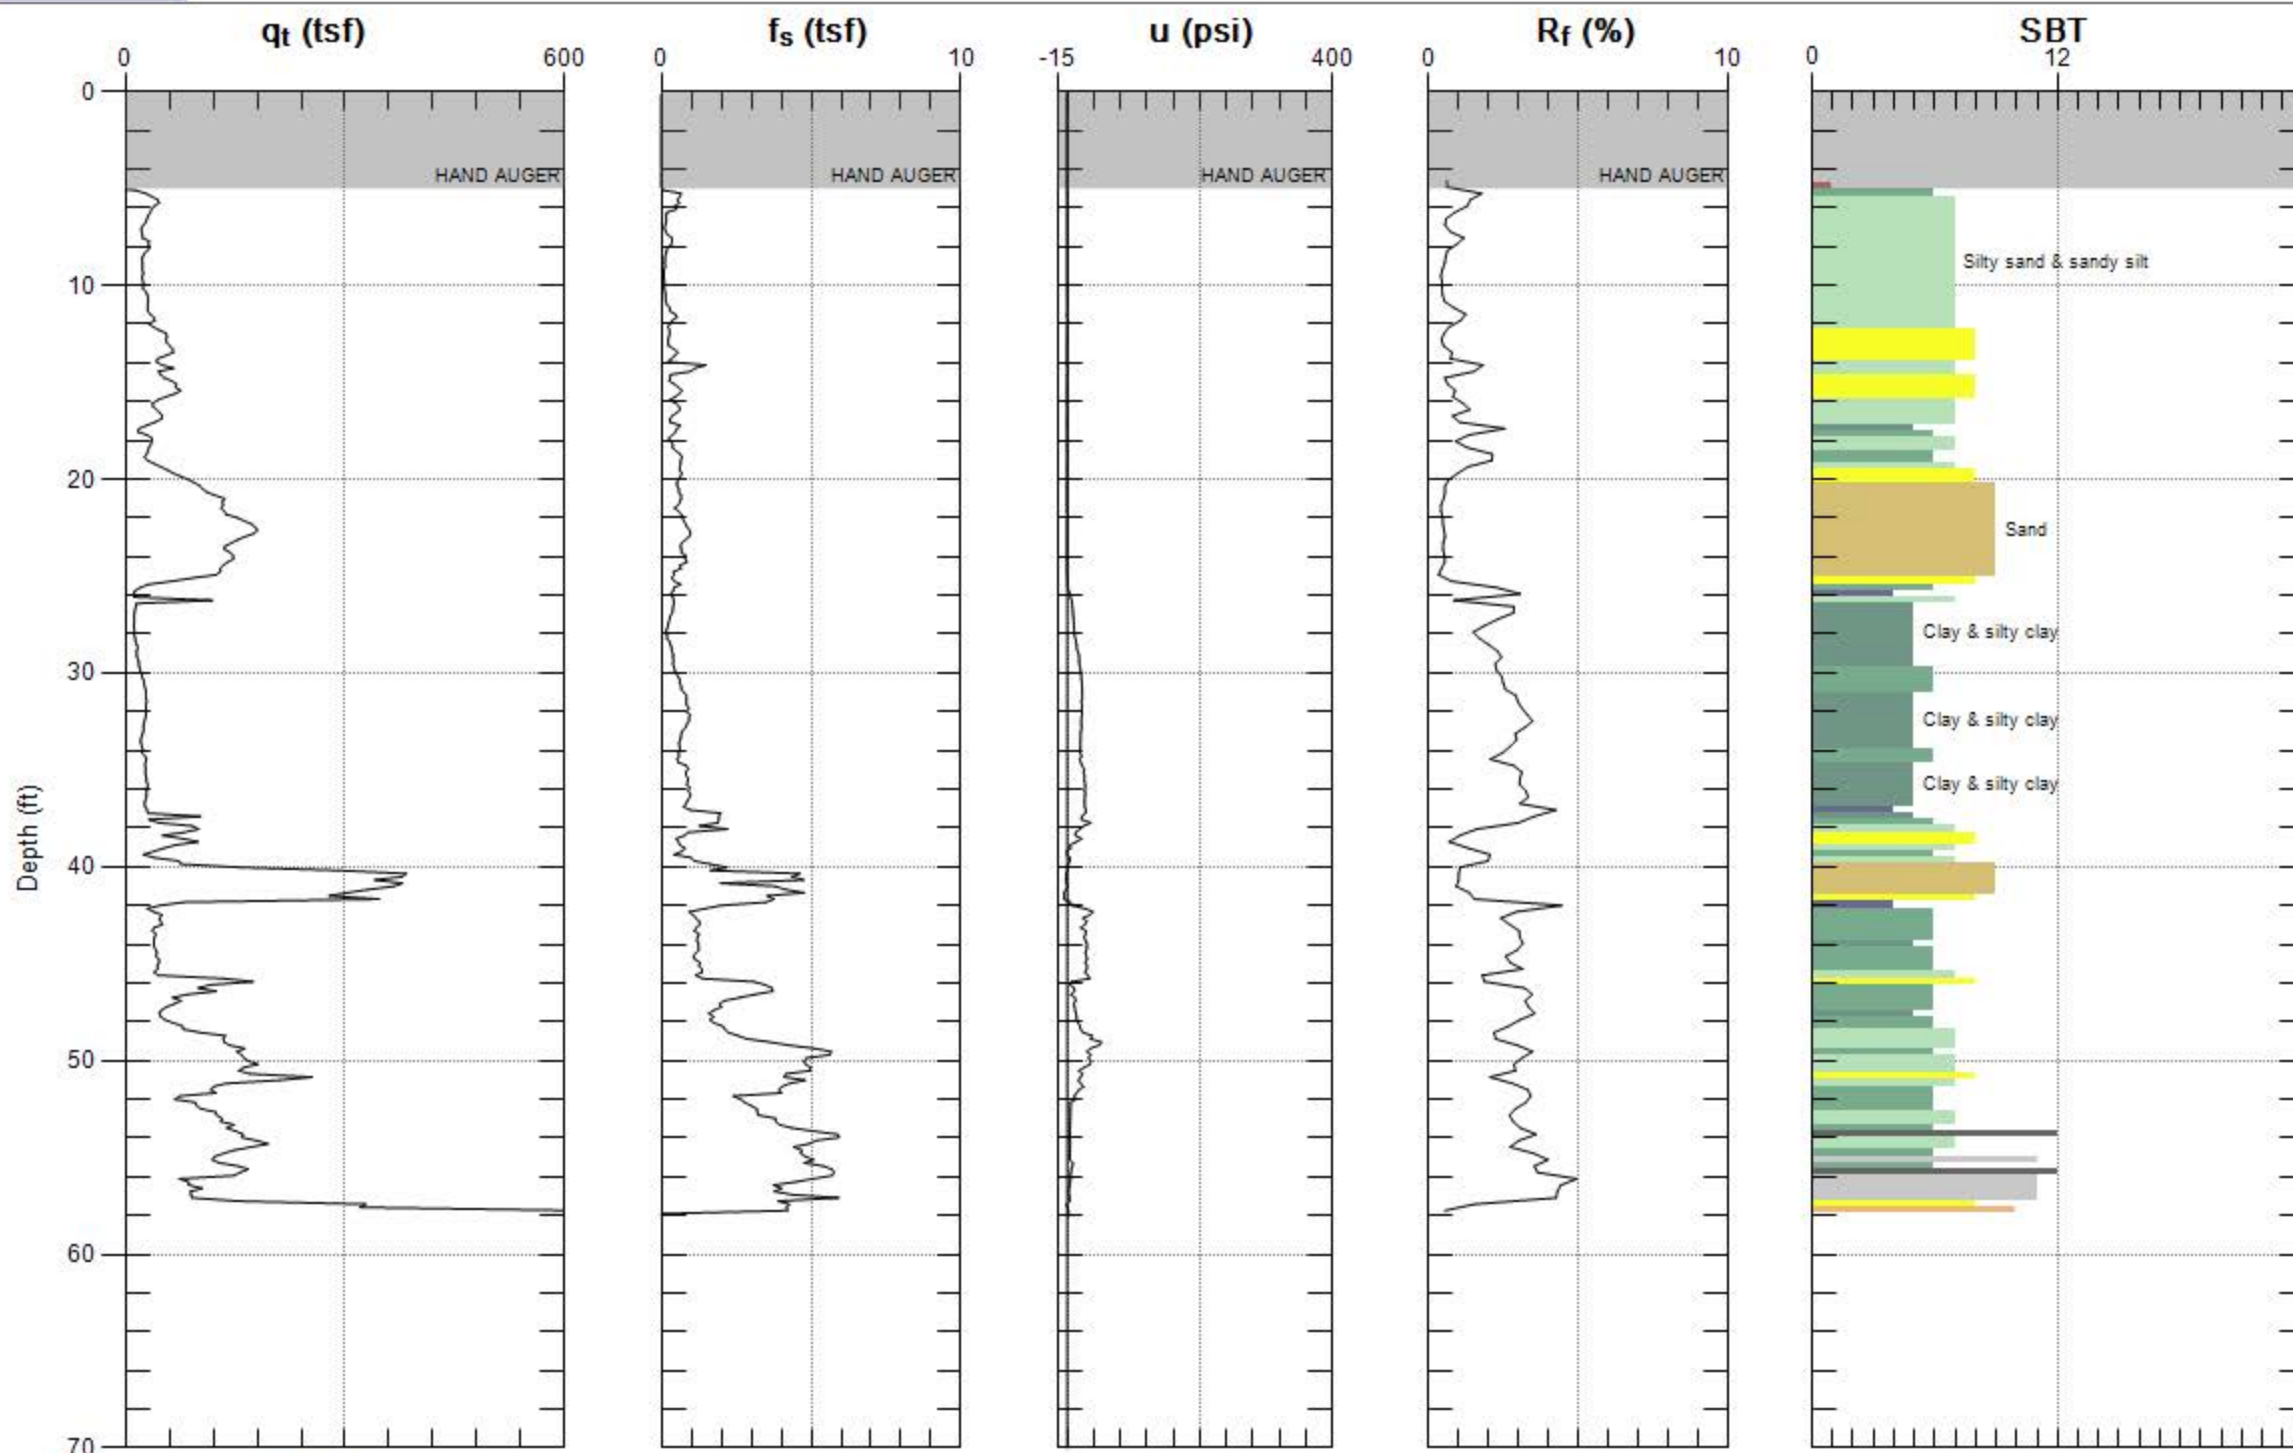 qt (tsf) fs (tsf) u (psi) Rf (%) SBT
0 600 0 10 -15 400 0 10 0 12
0
HAND AUGER HAND AUGER HAND AUGER HAND AUGER
Silty sand & sandy silt
10
20
Sand
Clay & silty clay
30
Clay & silty clay
Clay & silty clay
Depth (ft)
40
50
60
70